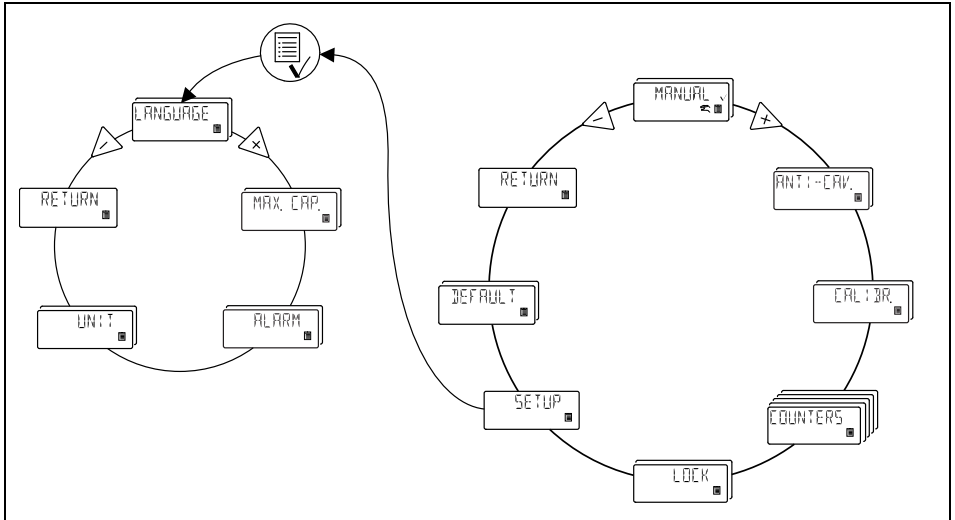 LANGUAGE
MAX. CAP.
ALARM
UNIT
RETURN
MANUAL
ANTI-CAV.
CALIBR.
COUNTERS
LOCK
SETUP
DEFAULT
RETURN